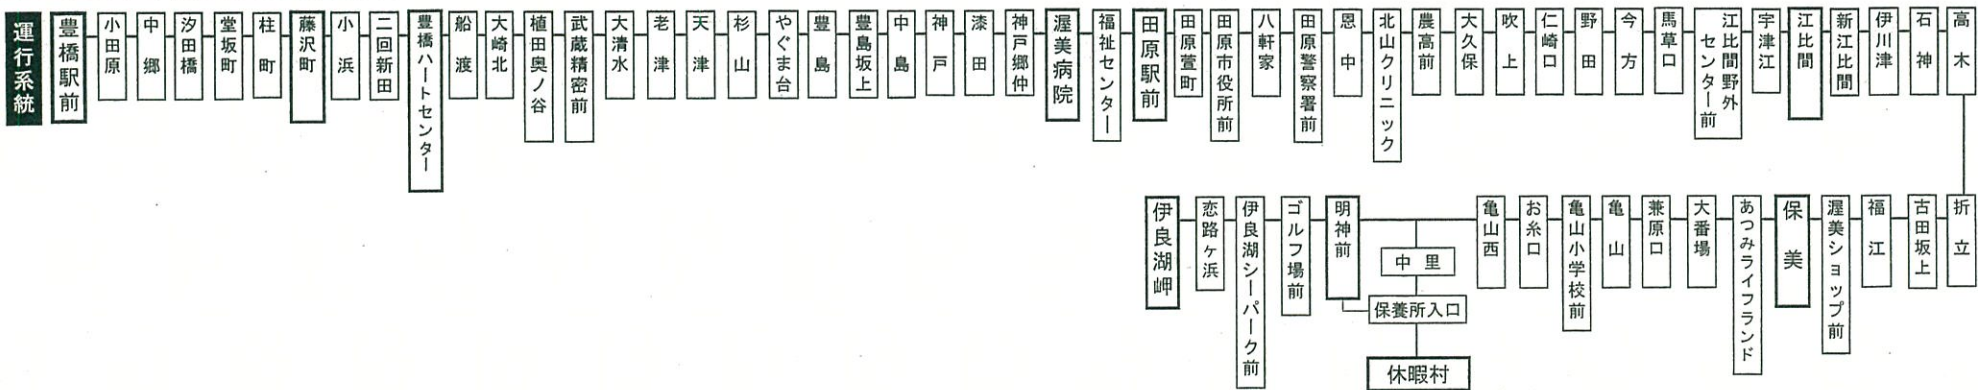 運行系統
豊橋駅前
小田原
中郷
汐田橋
堂坂町
柱町
藤沢町
小浜
二回新田
豊橋ハートセンター
船渡
大崎北
植田奥ノ谷
武蔵精密前
大清水
老津
天津
杉山
やぐま台
豊島
豊島坂上
中島
神戸
漆田
神戸郷仲
渥美病院
福祉センター
田原駅前
田原萱町
田原市役所前
八軒家
田原警察署前
恩中
北山クリニック
農高前
大久保
吹上
仁崎口
野田
今方
馬草口
江比間野外
センター前
宇津江
江比間
新江比間
伊川津
石神
高木
折立
古田坂上
福江
渥美ショップ前
保美
あつみライフランド
大番場
兼原口
亀山
亀山小学校前
お糸口
亀山西
中里
保養所入口
休暇村
明神前
ゴルフ場前
伊良湖シーパーク前
恋路ヶ浜
伊良湖岬